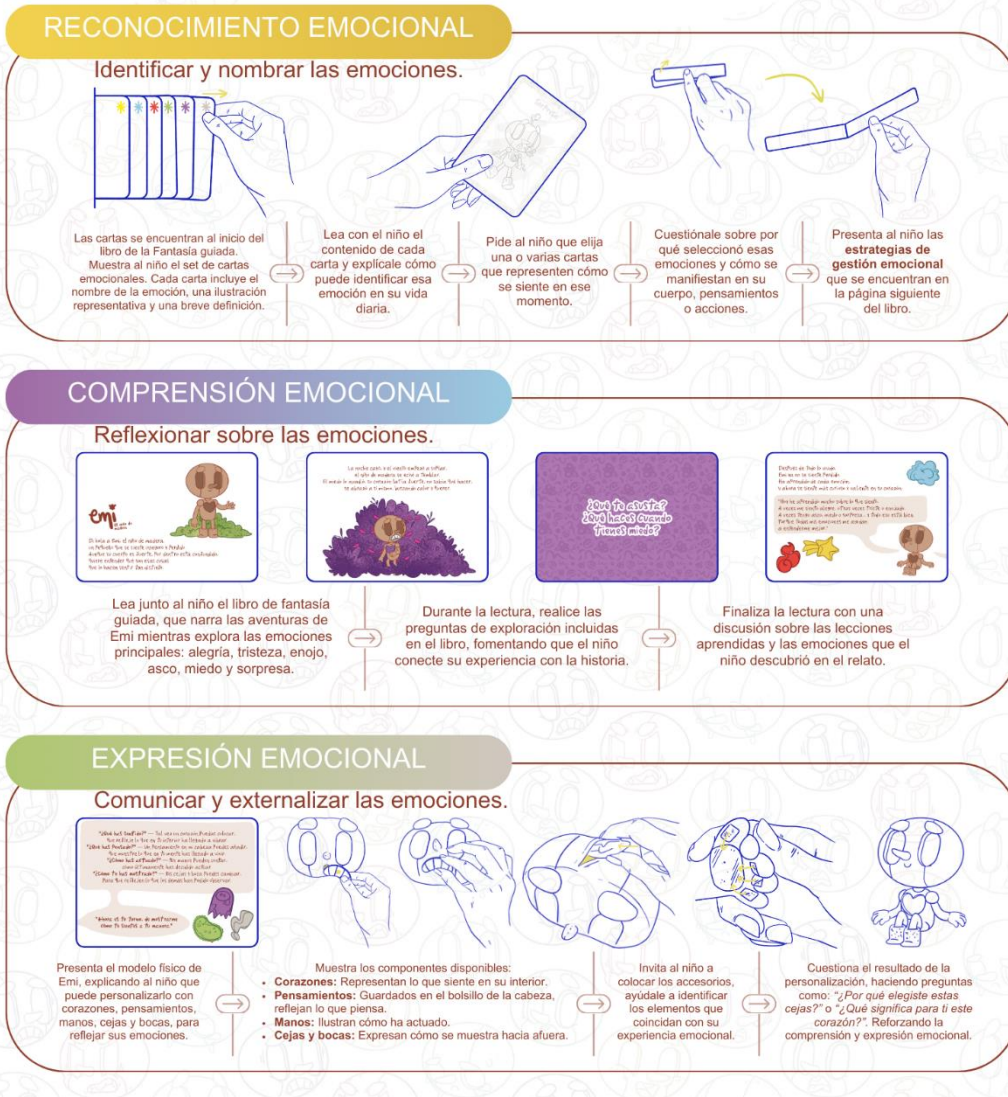 RECONOCIMIENTO EMOCIONAL
Identificar y nombrar las emociones.
Las cartas se encuentran al inicio del
libro de la Fantasía guiada.
Muestra al niño el set de cartas
emocionales. Cada carta incluye el
nombre de la emoción, una ilustración
representativa y una breve definición.
Lea con el niño el
contenido de cada
carta y explícale cómo
puede identificar esa
emoción en su vida
diaria.
Pide al niño que elija
una o varias cartas
que representen cómo
se siente en ese
momento.
Cuestiónale sobre por
qué seleccionó esas
emociones y cómo se
manifiestan en su
cuerpo, pensamientos
o acciones.
Presenta al niño las
estrategias de
gestión emocional
que se encuentran en
la página siguiente
del libro.
COMPRENSIÓN EMOCIONAL
Reflexionar sobre las emociones.
emi
¿Qué te asusta?
¿Qué haces cuando
tienes miedo?
Lea junto al niño el libro de fantasía
guiada, que narra las aventuras de
Emi mientras explora las emociones
principales: alegría, tristeza, enojo,
asco, miedo y sorpresa.
Durante la lectura, realice las
preguntas de exploración incluidas
en el libro, fomentando que el niño
conecte su experiencia con la historia.
Finaliza la lectura con una
discusión sobre las lecciones
aprendidas y las emociones que el
niño descubrió en el relato.
EXPRESIÓN EMOCIONAL
Comunicar y externalizar las emociones.
Presenta el modelo físico de
Emi, explicando al niño que
puede personalizarlo con
corazones, pensamientos,
manos, cejas y bocas, para
reflejar sus emociones.
Muestra los componentes disponibles:
• Corazones: Representan lo que siente en su interior.
• Pensamientos: Guardados en el bolsillo de la cabeza,
reflejan lo que piensa.
• Manos: Ilustran cómo ha actuado.
• Cejas y bocas: Expresan cómo se muestra hacia afuera.
Invita al niño a
colocar los accesorios,
ayúdale a identificar
los elementos que
coincidan con su
experiencia emocional.
Cuestiona el resultado de la
personalización, haciendo preguntas
como: “¿Por qué elegiste estas
cejas?” o “¿Qué significa para ti este
corazón?”. Reforzando la
comprensión y expresión emocional.